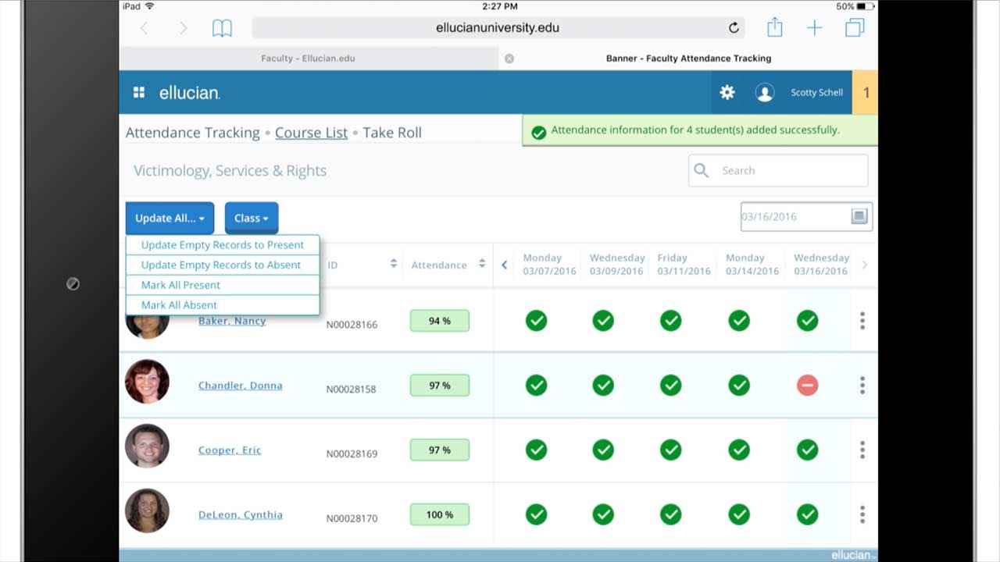 iPad 2:27 PM 50%
ellucianuniversity.edu
Faculty - Ellucian.edu Banner - Faculty Attendance Tracking
ellucian. Scotty Schell 1
Attendance Tracking • Course List • Take Roll
Attendance information for 4 student(s) added successfully.
Victimology, Services & Rights Search
Update All... Class 03/16/2016
Update Empty Records to Present
Update Empty Records to Absent
Mark All Present
Mark All Absent
ID Attendance Monday 03/07/2016 Wednesday 03/09/2016 Friday 03/11/2016 Monday 03/14/2016 Wednesday 03/16/2016
Baker, Nancy N00028166 94 %
Chandler, Donna N00028158 97 %
Cooper, Eric N00028169 97 %
DeLeon, Cynthia N00028170 100 %
ellucian